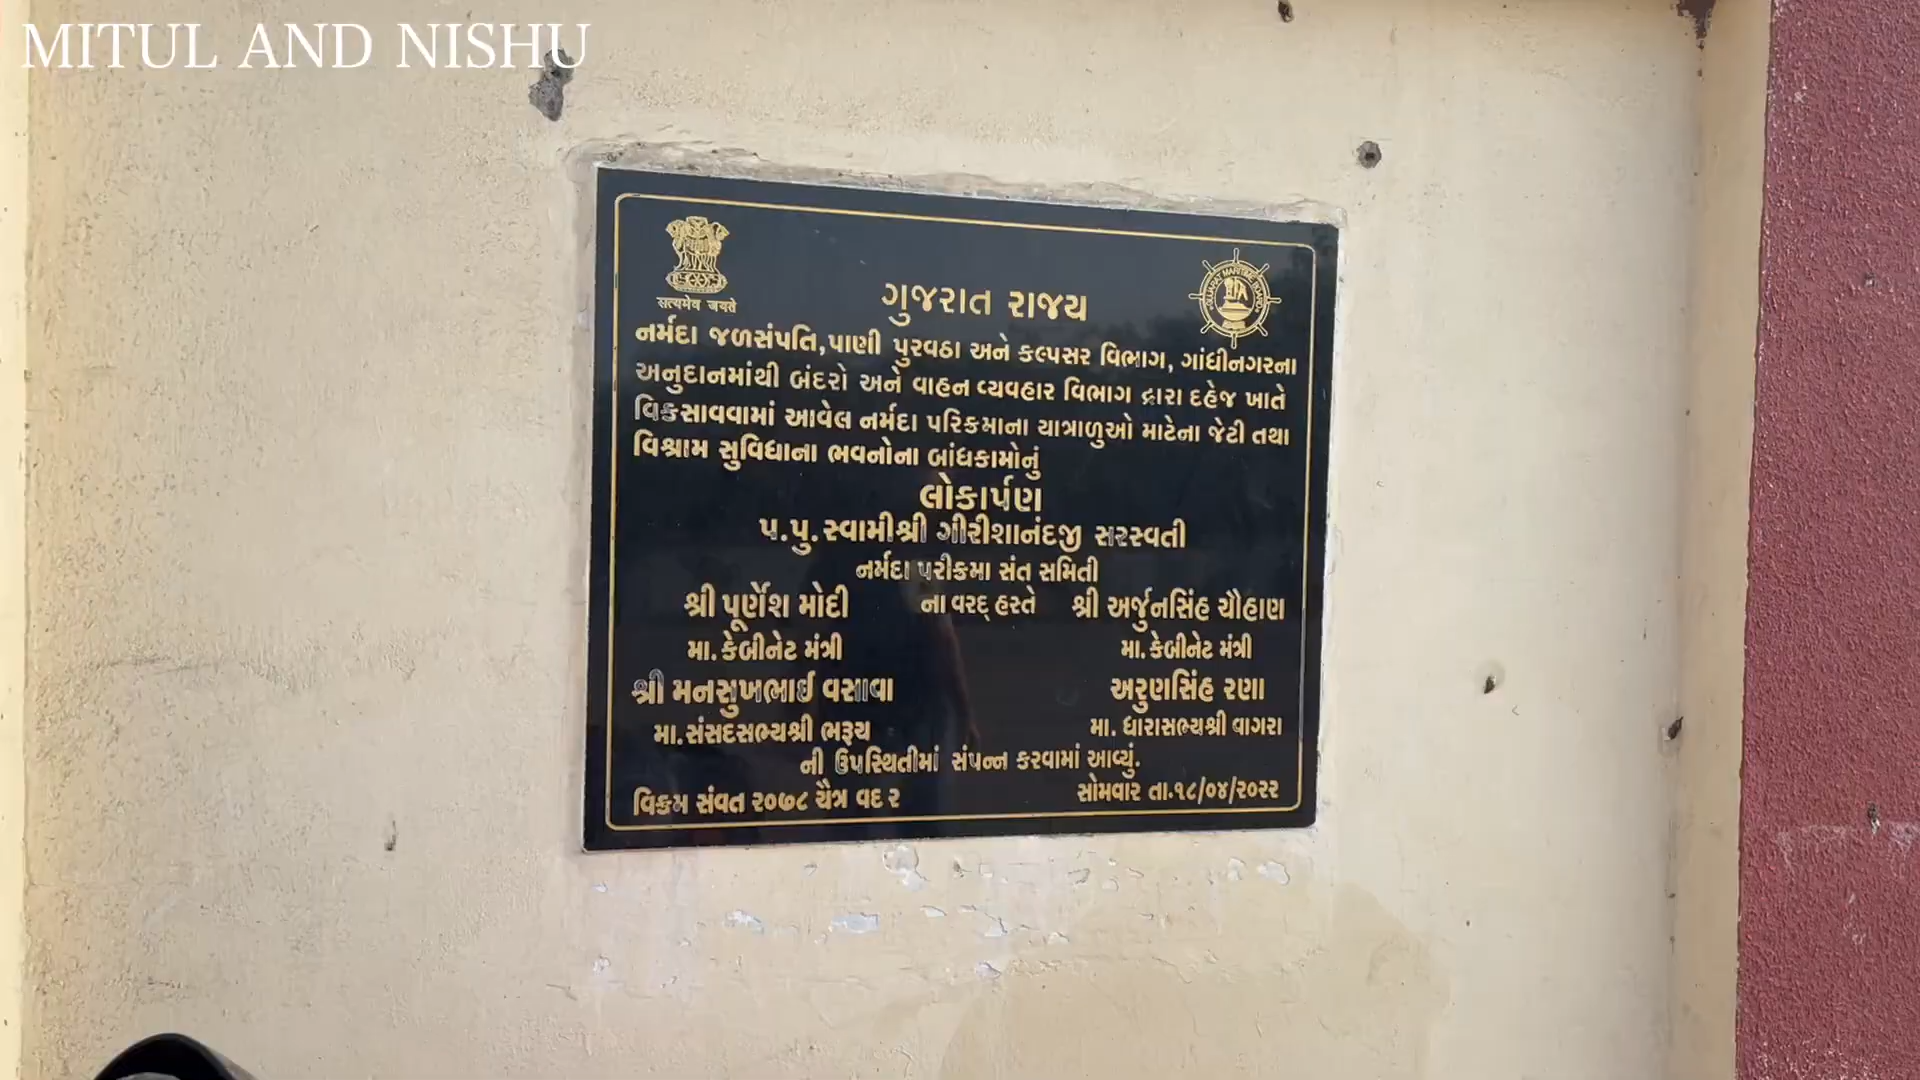 MITUL AND NISHU
सत्यमेव जयते
GUJARAT MARITIME BOARD
ગુજરાત રાજ્ય
નર્મદા જળસંપતિ,પાણી પુરવઠા અને કલ્પસર વિભાગ, ગાંધીનગરના
અનુદાનમાંથી બંદરો અને વાહન વ્યવહાર વિભાગ દ્વારા દહેજ ખાતે
વિકસાવવામાં આવેલ નર્મદા પરિક્રમાના યાત્રાળુઓ માટેના જેટી તથા
વિશ્રામ સુવિધાના ભવનોના બાંધકામોનું
લોકાર્પણ
પ.પુ.સ્વામીશ્રી ગીરીશાનંદજી સરસ્વતી
નર્મદા પરીક્રમા સંત સમિતી
શ્રી પૂર્ણેશ મોદી ના વરદ્ હસ્તે શ્રી અર્જુનસિંહ ચૌહાણ
મા. કેબીનેટ મંત્રી મા. કેબીનેટ મંત્રી
શ્રી મનસુખભાઈ વસાવા અરુણસિંહ રણા
મા.સંસદસભ્યશ્રી ભરૂચ મા. ધારાસભ્યશ્રી વાગરા
ની ઉપસ્થિતીમાં સંપન્ન કરવામાં આવ્યું.
વિક્રમ સંવત ૨૦૭૮ ચૈત્ર વદ ૨ સોમવાર તા.૧૮/૦૪/૨૦૨૨